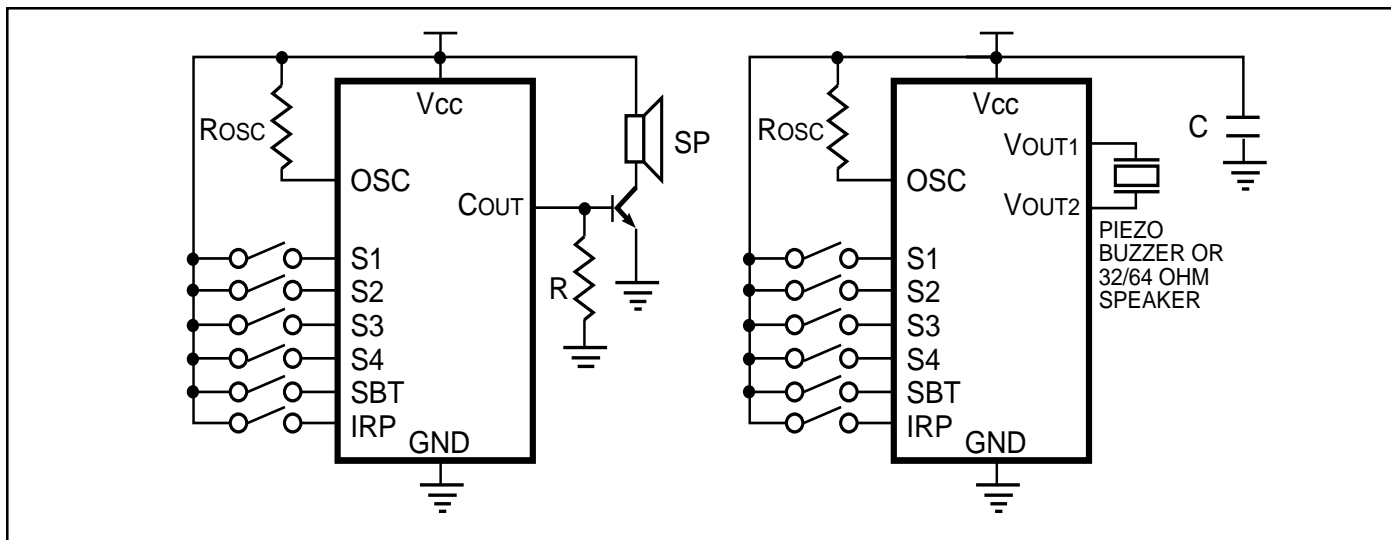 Vcc
ROSC
SP
OSC
COUT
S1
S2
R
S3
S4
SBT
IRP
GND
Vcc
ROSC
C
VOUT1
OSC
VOUT2
PIEZO
BUZZER OR
32/64 OHM
SPEAKER
S1
S2
S3
S4
SBT
IRP
GND